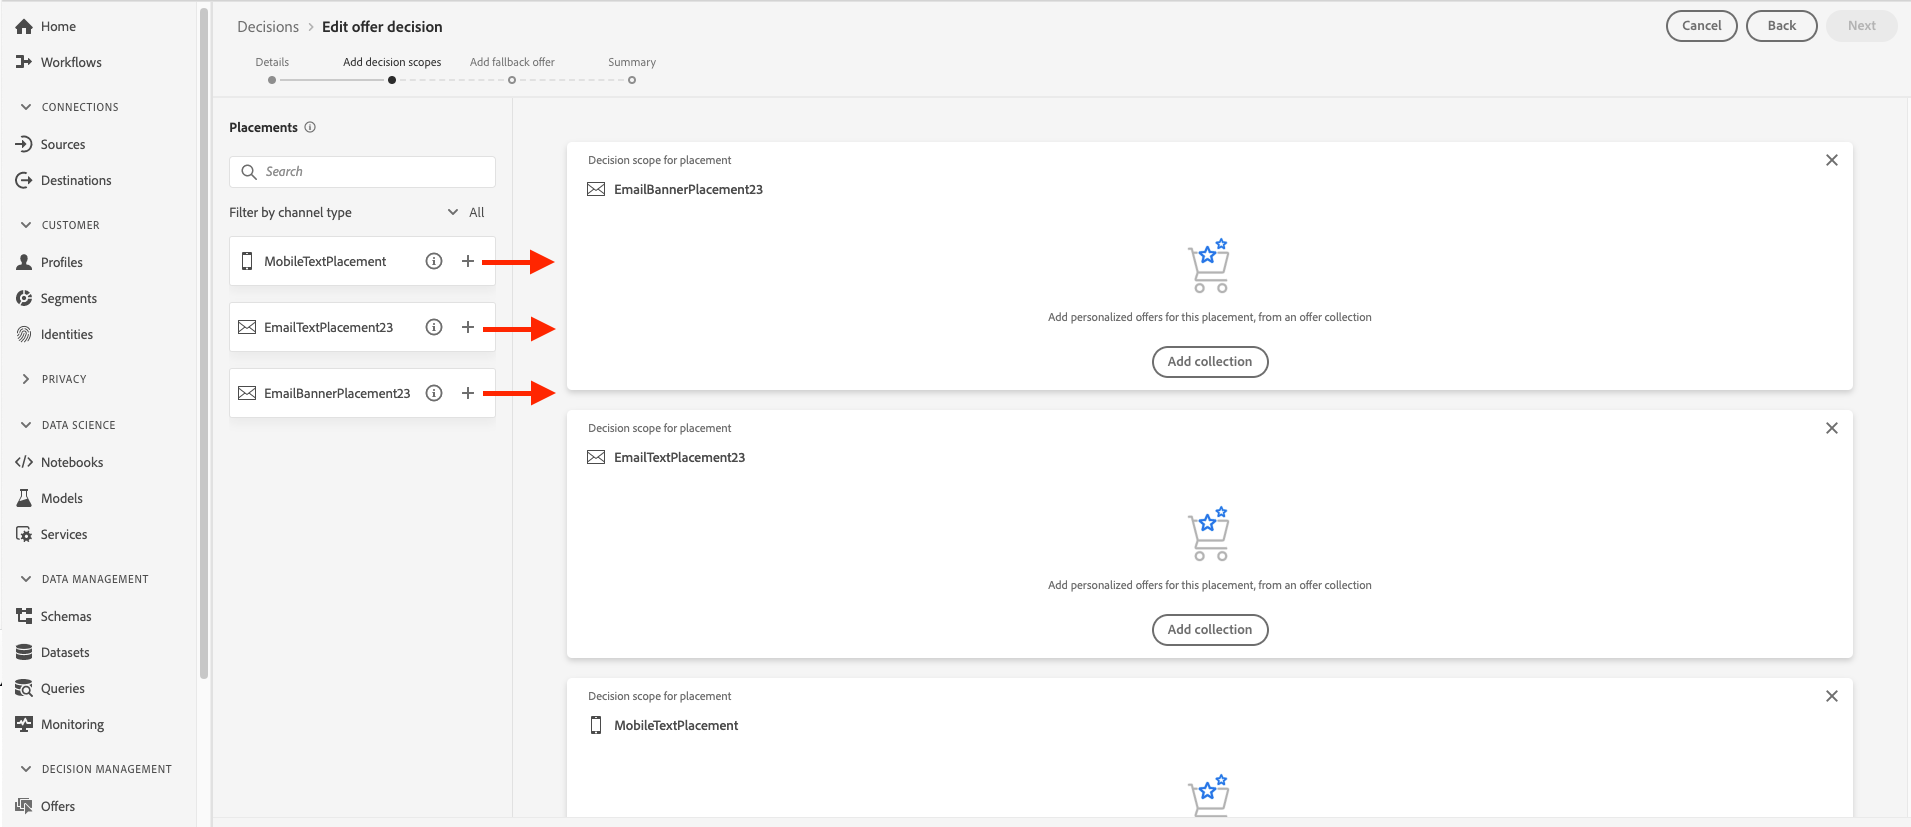 Home
Workflows
CONNECTIONS
Sources
Destinations
CUSTOMER
Profiles
Segments
Identities
PRIVACY
DATA SCIENCE
Notebooks
Models
Services
DATA MANAGEMENT
Schemas
Datasets
Queries
Monitoring
DECISION MANAGEMENT
Offers
Decisions > Edit offer decision
Cancel Back Next
Details Add decision scopes Add fallback offer Summary
Placements
Search
Filter by channel type All
MobileTextPlacement
EmailTextPlacement23
EmailBannerPlacement23
Decision scope for placement
EmailBannerPlacement23
Add personalized offers for this placement, from an offer collection
Add collection
Decision scope for placement
EmailTextPlacement23
Add personalized offers for this placement, from an offer collection
Add collection
Decision scope for placement
MobileTextPlacement